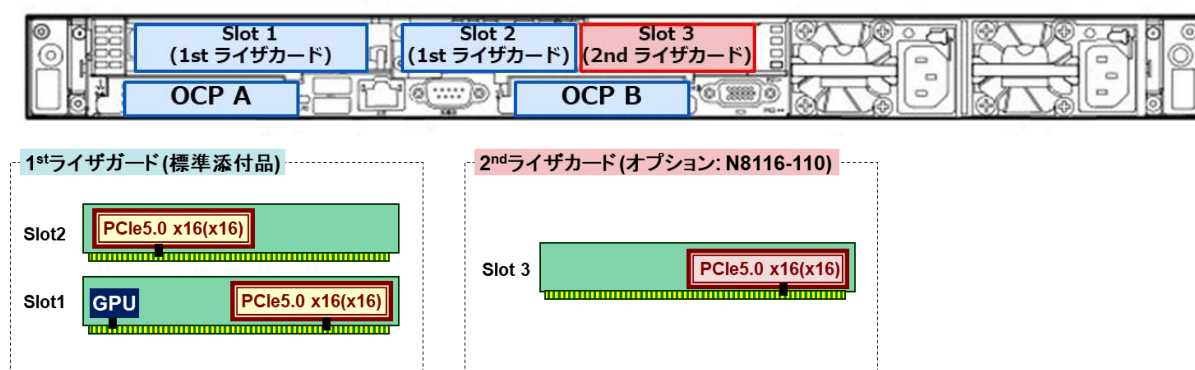 Slot 1
(1st ライザカード)
Slot 2
(1st ライザカード)
Slot 3
(2nd ライザカード)
OCP A
OCP B
1stライザガード(標準添付品)
2ndライザカード(オプション: N8116-110)
Slot2
PCIe5.0 x16(x16)
Slot1
GPU
PCIe5.0 x16(x16)
Slot 3
PCIe5.0 x16(x16)